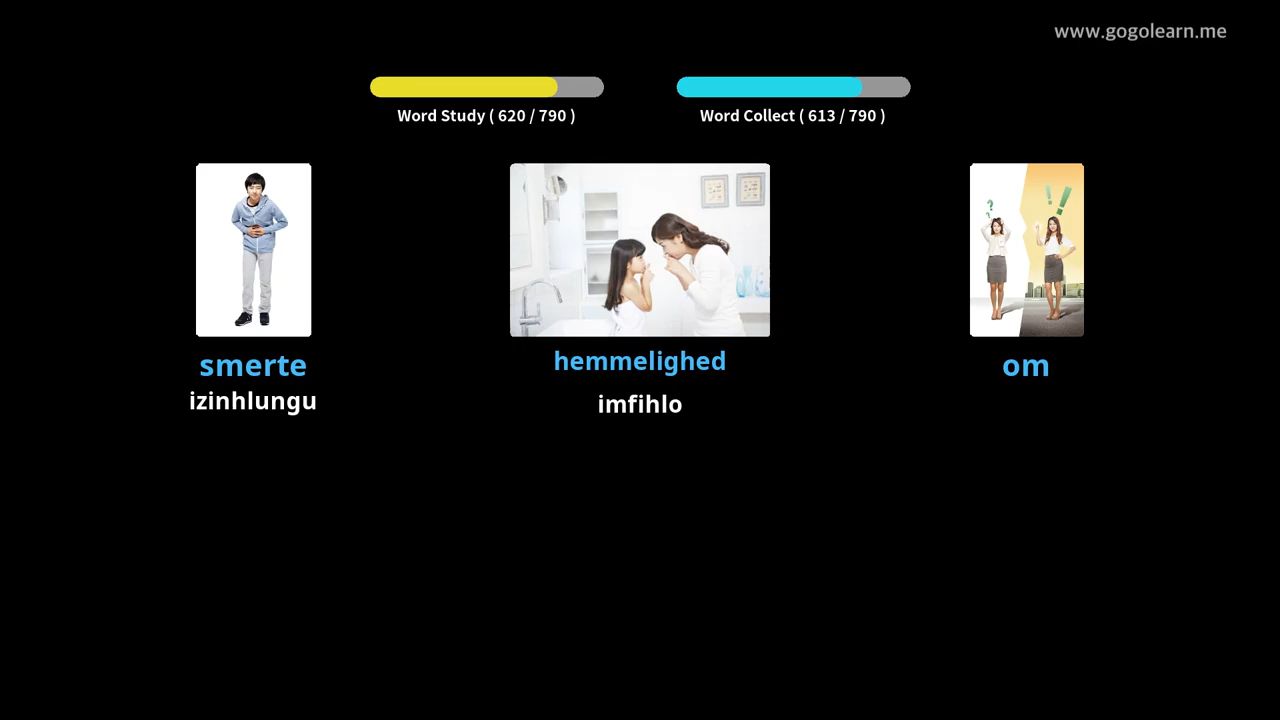 www.gogolearn.me
Word Study ( 620 / 790 )
Word Collect ( 613 / 790 )
smerte
izinhlungu
hemmelighed
imfihlo
om